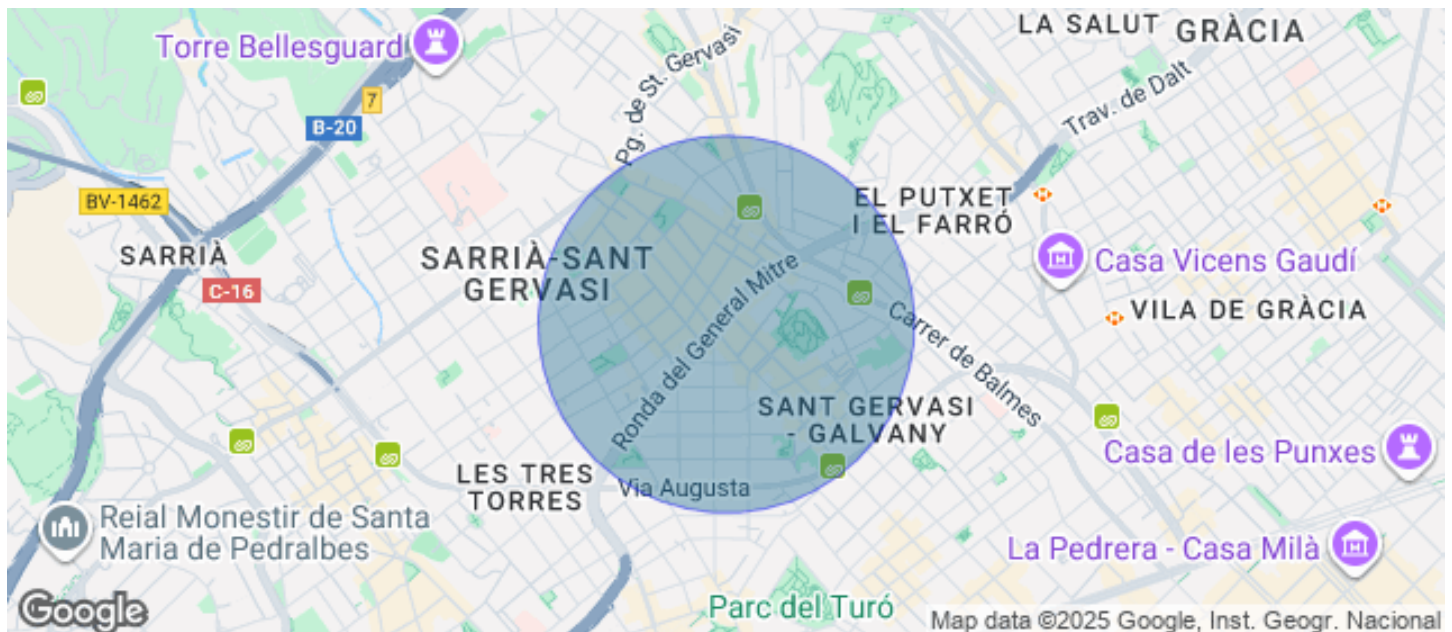 LA SALUT
GRÀCIA
Torre Bellesguard
Pg. de St. Gervasi
Trav. de Dalt
7
B-20
BV-1462
EL PUTXET
I EL FARRÓ
SARRIÀ
SARRIÀ-SANT
GERVASI
Casa Vicens Gaudí
C-16
Ronda del General Mitre
VILA DE GRÀCIA
Carrer de Balmes
SANT GERVASI
- GALVANY
Casa de les Punxes
LES TRES
TORRES
Via Augusta
Reial Monestir de Santa
Maria de Pedralbes
La Pedrera - Casa Milà
Parc del Turó
Google
Map data ©2025 Google, Inst. Geogr. Nacional